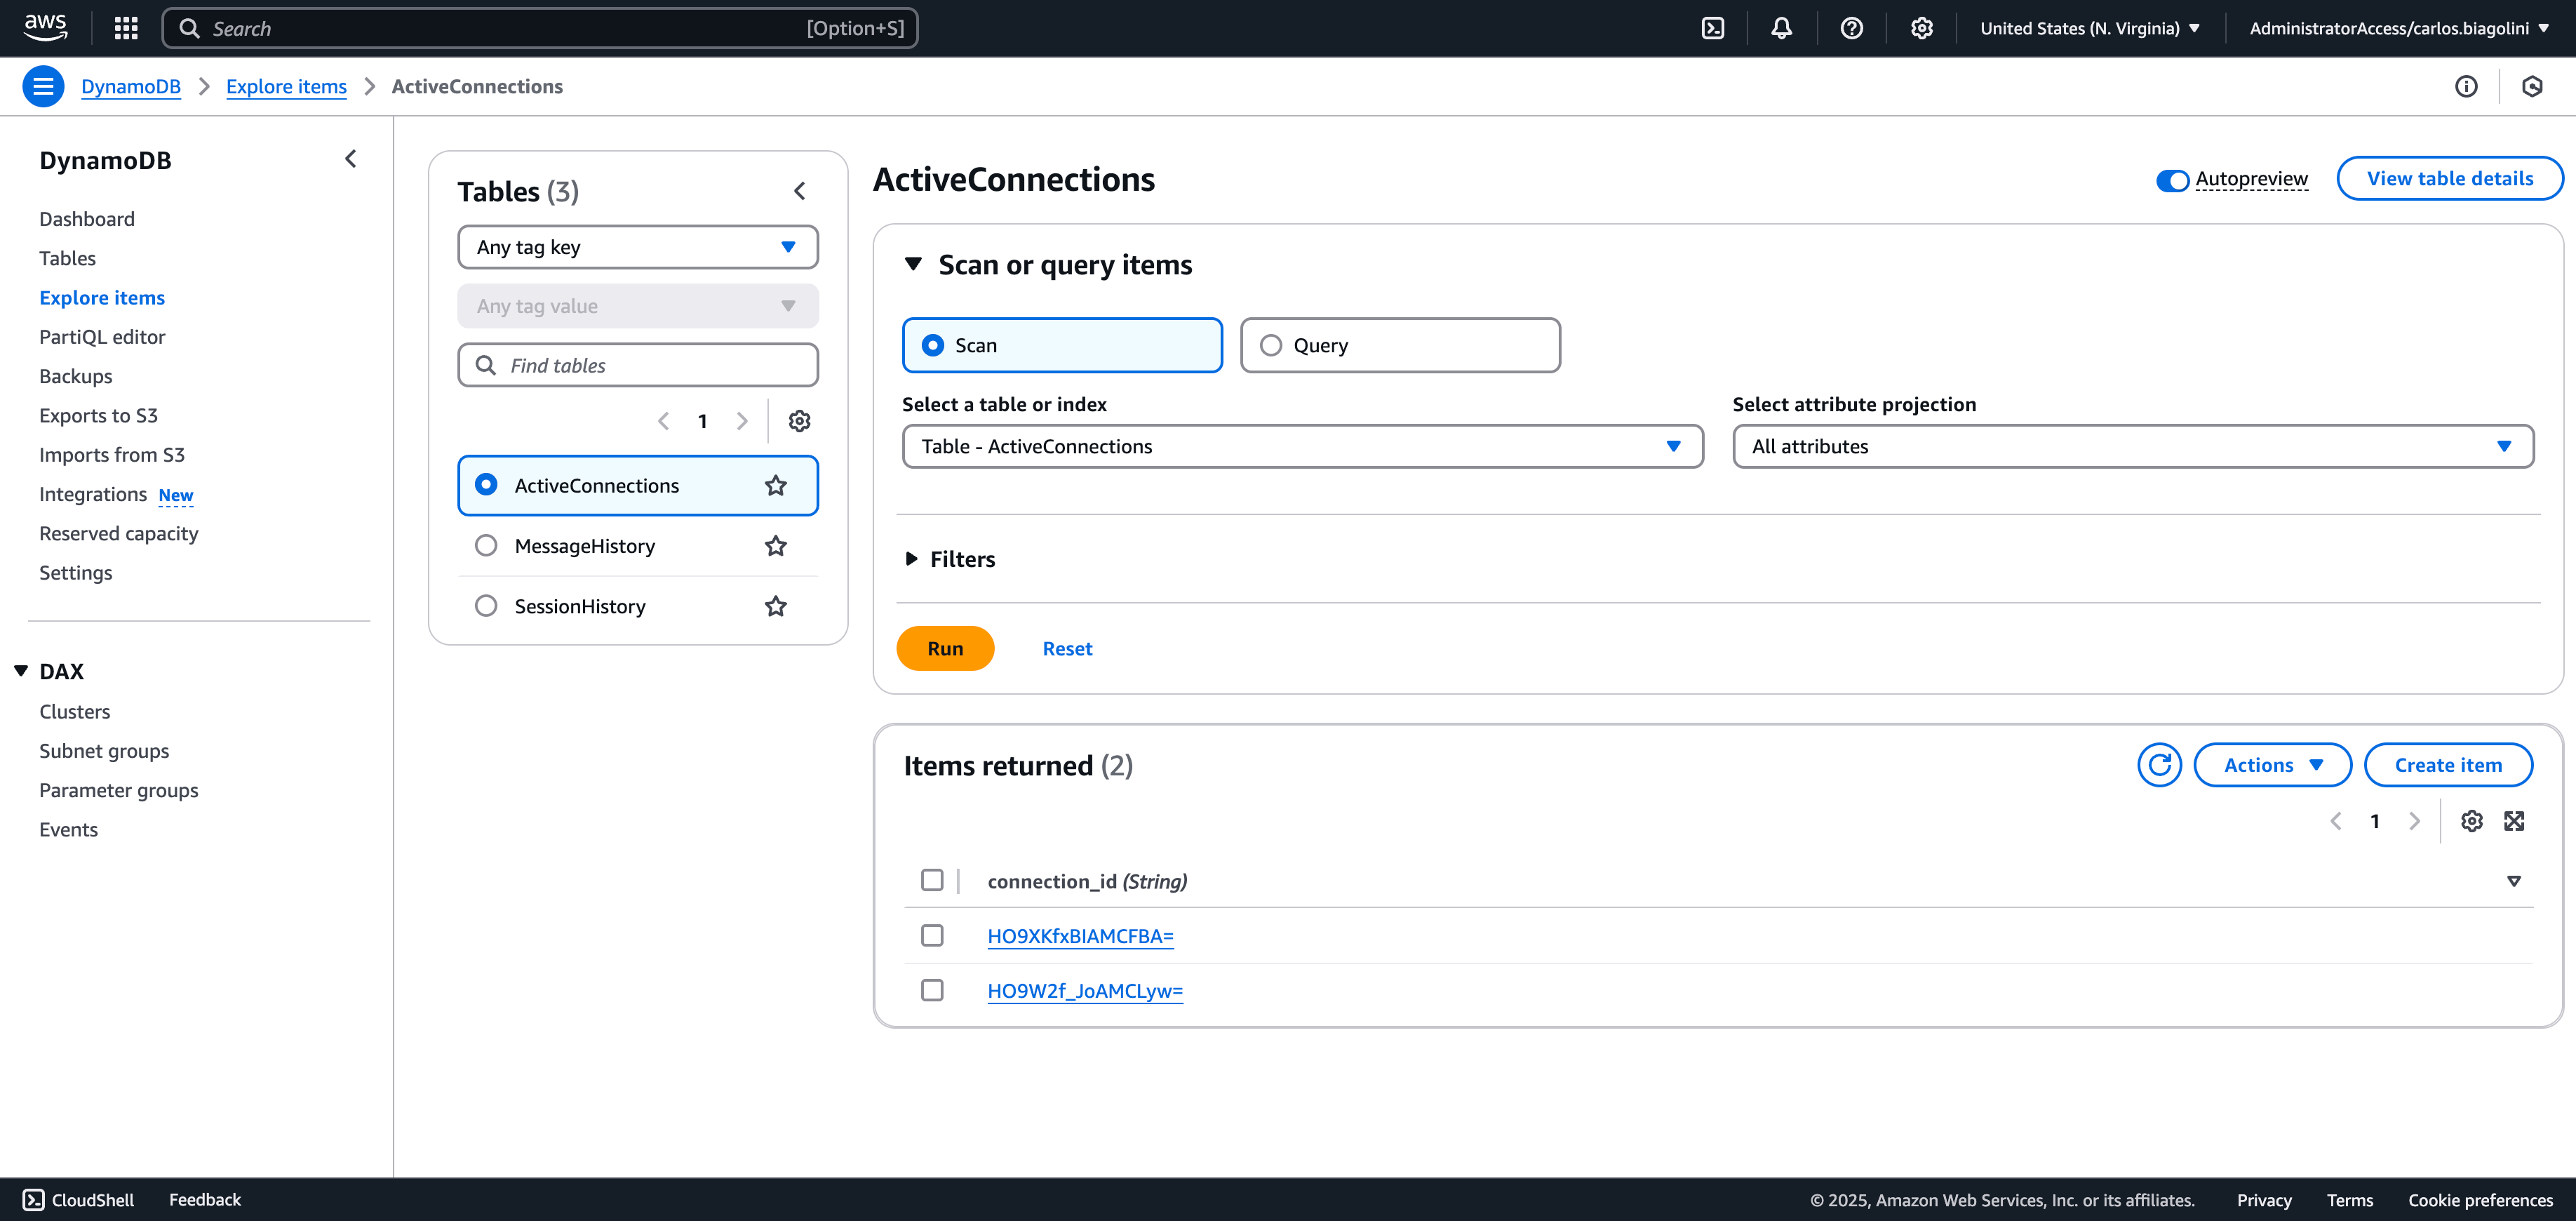 aws
Search
[Option+S]
United States (N. Virginia)
AdministratorAccess/carlos.biagolini
DynamoDB
Explore items
ActiveConnections
DynamoDB
Dashboard
Tables
Explore items
PartiQL editor
Backups
Exports to S3
Imports from S3
Integrations New
Reserved capacity
Settings
DAX
Clusters
Subnet groups
Parameter groups
Events
Tables (3)
Any tag key
Any tag value
Find tables
1
ActiveConnections
MessageHistory
SessionHistory
ActiveConnections
Autopreview
View table details
Scan or query items
Scan
Query
Select a table or index
Table - ActiveConnections
Select attribute projection
All attributes
Filters
Run
Reset
Items returned (2)
Actions
Create item
1
connection_id (String)
HO9XKfxBIAMCFBA=
HO9W2f_JoAMCLyw=
CloudShell
Feedback
© 2025, Amazon Web Services, Inc. or its affiliates.
Privacy
Terms
Cookie preferences